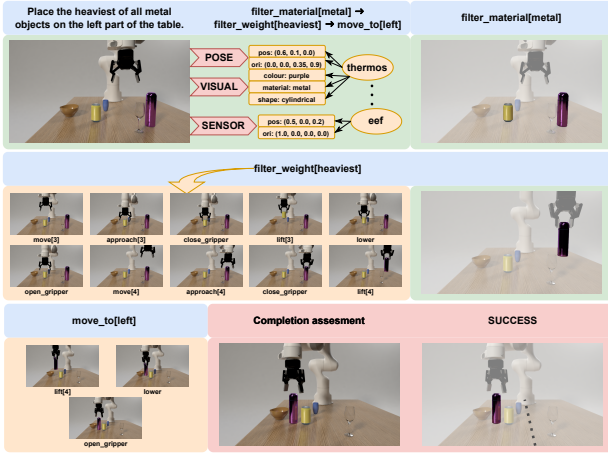 Place the heaviest of all metal
objects on the left part of the table.
filter_material[metal] ➔
filter_weight[heaviest] ➔ move_to[left]
filter_material[metal]
POSE
pos: (0.6, 0.1, 0.0)
ori: (0.0, 0.0, 0.35, 0.9)
VISUAL
colour: purple
material: metal
shape: cylindrical
SENSOR
pos: (0.5, 0.0, 0.2)
ori: (1.0, 0.0, 0.0, 0.0)
thermos
eef
filter_weight[heaviest]
move[3]
approach[3]
close_gripper
lift[3]
lower
open_gripper
move[4]
approach[4]
close_gripper
lift[4]
move_to[left]
Completion assesment
SUCCESS
lift[4]
lower
open_gripper